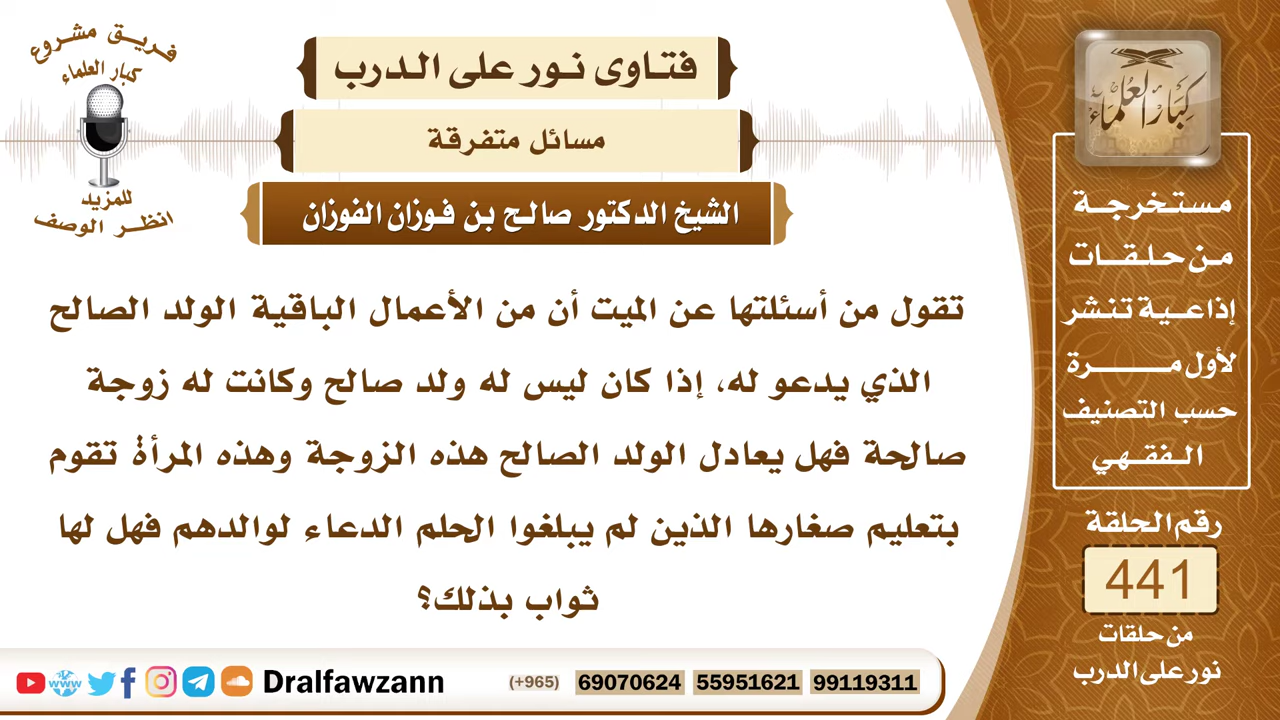 فريق مشروع
كبار العلماء
للمزيد
انظر الوصف
فتاوى نور على الدرب
مسائل متفرقة
الشيخ الدكتور صالح بن فوزان الفوزان
تقول من أسئلتها عن الميت أن من الأعمال الباقية الولد الصالح
الذي يدعو له، إذا كان ليس له ولد صالح وكانت له زوجة
صالحة فهل يعادل الولد الصالح هذه الزوجة وهذه المرأة تقوم
بتعليم صغارها الذين لم يبلغوا الحلم الدعاء لوالدهم فهل لها
ثواب بذلك؟
كبار العلماء
مستخرجة
من حلقات
إذاعية تنشر
لأول مرة
حسب التصنيف
الفقهي
رقم الحلقة
441
من حلقات
نور على الدرب
www Dralfawzann (+965) 69070624 55951621 99119311